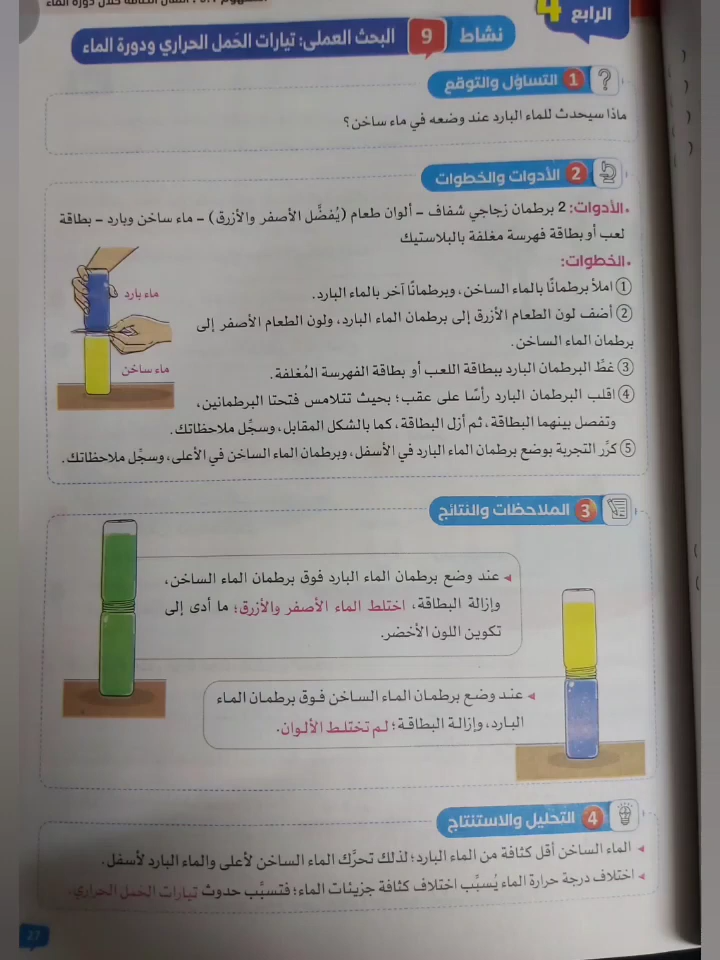 الرابع 4
نشاط 9 البحث العملى: تيارات الحَمل الحراري ودورة الماء
؟ 1 التساؤل والتوقع
ماذا سيحدث للماء البارد عند وضعه في ماء ساخن؟
2 الأدوات والخطوات
• الأدوات: 2 برطمان زجاجي شفاف – ألوان طعام (يُفضَّل الأصفر والأزرق) – ماء ساخن وبارد – بطاقة
لعب أو بطاقة فهرسة مغلفة بالبلاستيك
• الخطوات:
① املأ برطمانًا بالماء الساخن، وبرطمانًا آخر بالماء البارد.
② أضف لون الطعام الأزرق إلى برطمان الماء البارد، ولون الطعام الأصفر إلى
برطمان الماء الساخن.
③ غطِّ البرطمان البارد ببطاقة اللعب أو بطاقة الفهرسة المُغلفة.
④ اقلب البرطمان البارد رأسًا على عقب؛ بحيث تتلامس فتحتا البرطمانين،
وتفصل بينهما البطاقة، ثم أزل البطاقة، كما بالشكل المقابل، وسجِّل ملاحظاتك.
⑤ كرِّر التجربة بوضع برطمان الماء البارد في الأسفل، وبرطمان الماء الساخن في الأعلى، وسجِّل ملاحظاتك.
ماء بارد
ماء ساخن
3 الملاحظات والنتائج
◂ عند وضع برطمان الماء البارد فوق برطمان الماء الساخن،
وإزالة البطاقة، اختلط الماء الأصفر والأزرق؛ ما أدى إلى
تكوين اللون الأخضر.
◂ عند وضع برطمان الماء الساخن فوق برطمان الماء
البارد، وإزالة البطاقة؛ لم تختلط الألوان.
4 التحليل والاستنتاج
◂ الماء الساخن أقل كثافة من الماء البارد؛ لذلك تحرَّك الماء الساخن لأعلى والماء البارد لأسفل.
◂ اختلاف درجة حرارة الماء يُسبِّب اختلاف كثافة جزيئات الماء؛ فتسبَّب حدوث تيارات الحَمل الحراري.
27